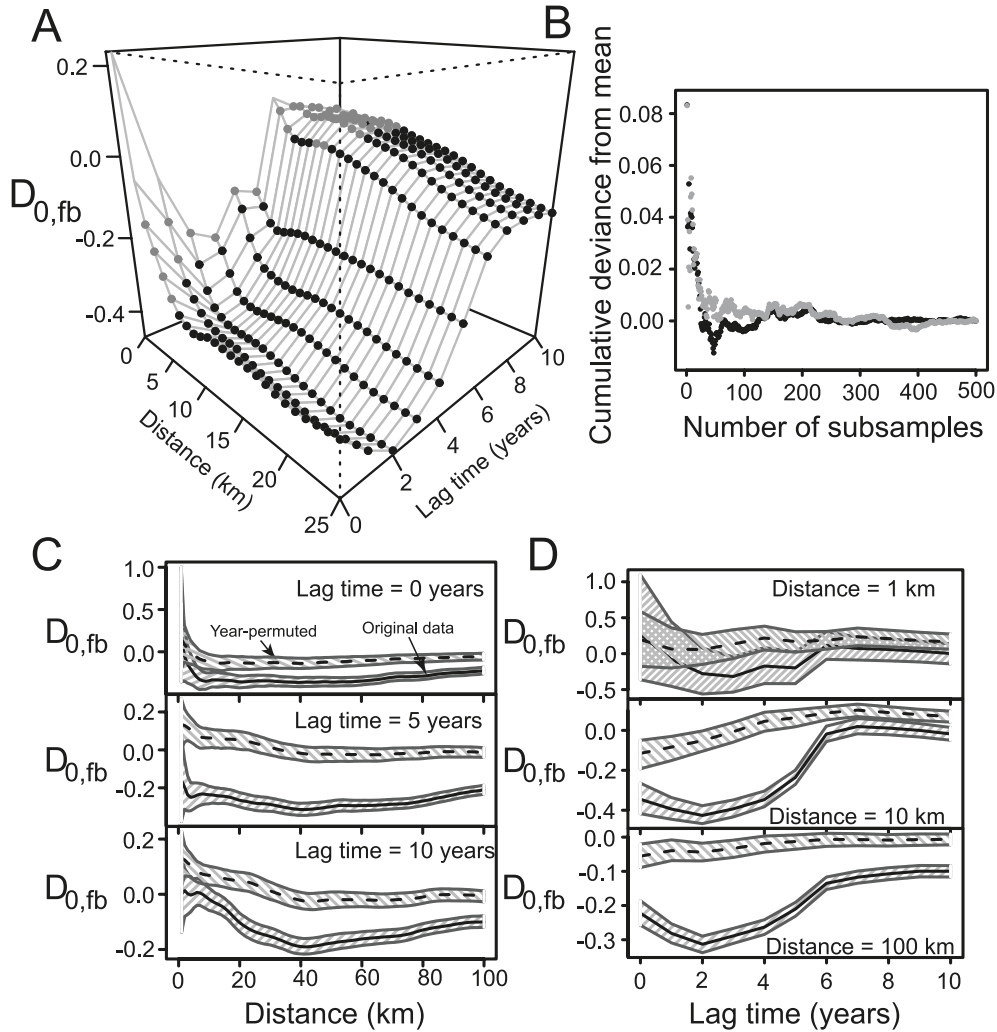 A
0.2
0.0
-0.2
-0.4
D0,fb
0
5
10
15
20
25
Distance (km)
0
2
4
6
8
10
Lag time (years)
B
Cumulative deviance from mean
0.08
0.06
0.04
0.02
0.00
0
100
200
300
400
500
Number of subsamples
C
D0,fb
1.0
0.5
0.0
Lag time = 0 years
Year-permuted
Original data
D0,fb
0.2
0.0
-0.2
Lag time = 5 years
D0,fb
0.2
0.0
-0.2
Lag time = 10 years
0 20 40 60 80 100
Distance (km)
D
D0,fb
1.0
0.5
0.0
-0.5
Distance = 1 km
D0,fb
0.0
-0.2
-0.4
Distance = 10 km
D0,fb
0.0
-0.1
-0.3
Distance = 100 km
0 2 4 6 8 10
Lag time (years)